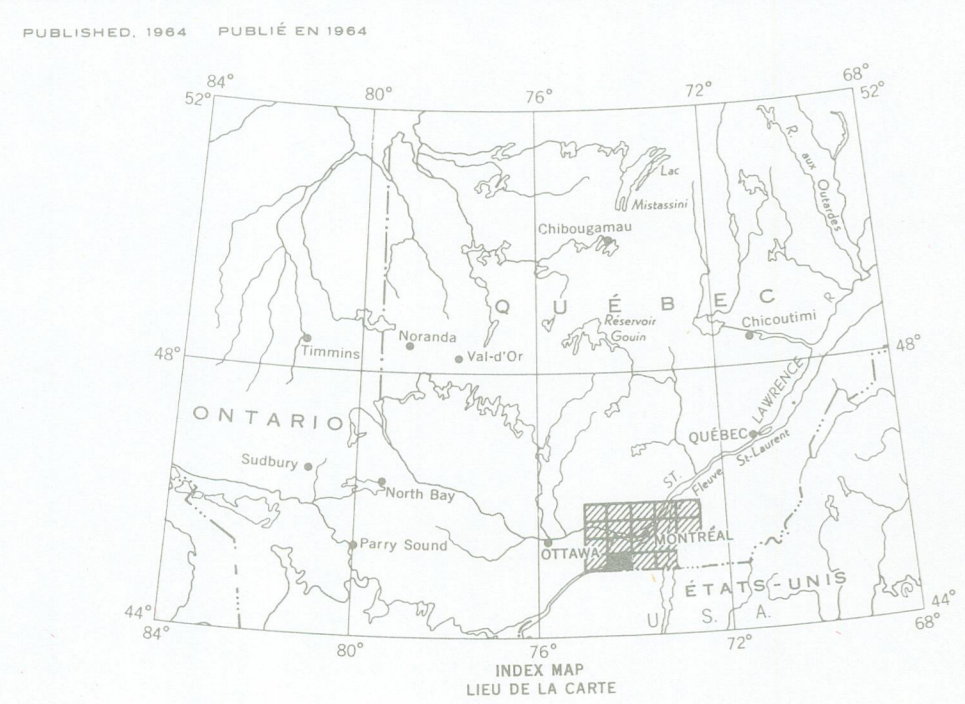 PUBLISHED, 1964 PUBLIÉ EN 1964
84° 80° 76° 72° 68°
52° 52°
R. aux Outardes
Lac Mistassini
Chibougamau
QUÉBEC
R
Réservoir Gouin
Chicoutimi
Noranda
Timmins
Val-d'Or
48° 48°
ONTARIO
LAWRENCE
QUÉBEC
Sudbury
ST.
Fleuve St-Laurent
North Bay
MONTRÉAL
OTTAWA
Parry Sound
ÉTATS-UNIS
U. S. A.
44° 44°
84° 80° 76° 72° 68°
INDEX MAP
LIEU DE LA CARTE